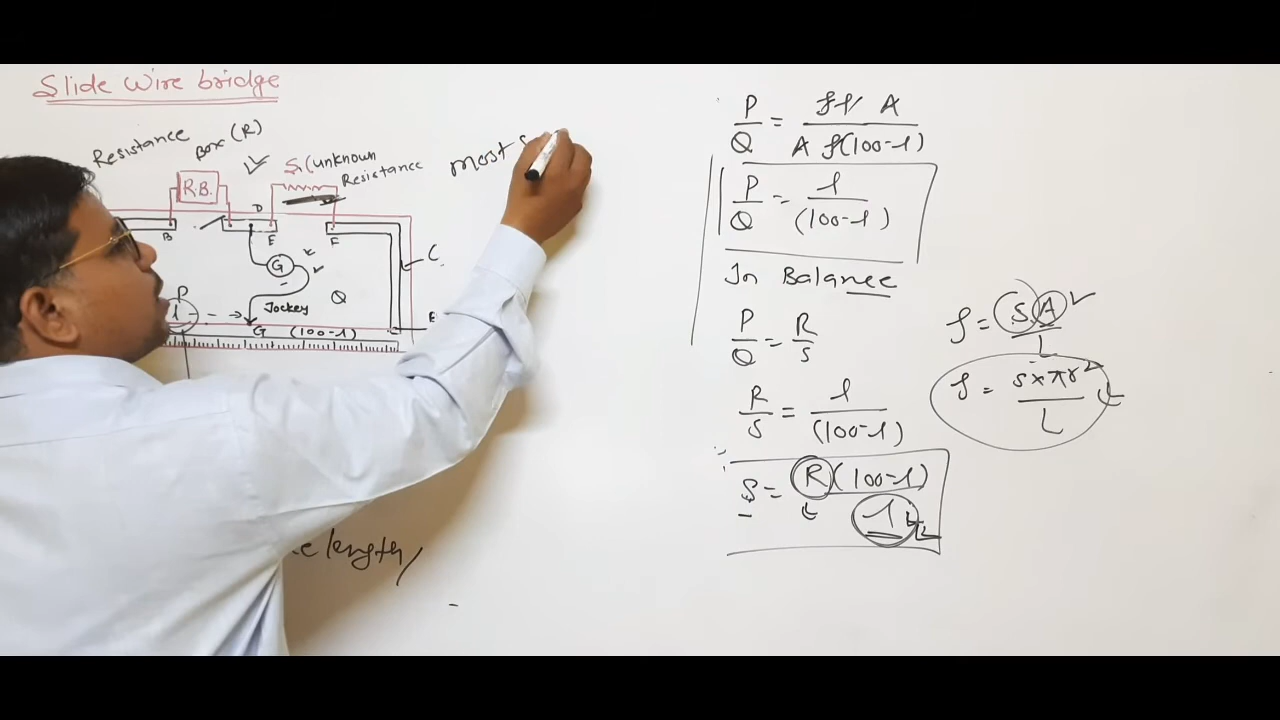 Slide Wire bridge
Resistance Box (R)
S (unknown
Resistance
most s
R.B.
B
D
E
F
C
G
P
Q
l
Jockey
G (100-l)
E
length
P/Q = ρl A / A ρ(100-l)
P/Q = l/(100-l)
In Balance
P/Q = R/S
R/S = l/(100-l)
S = R(100-l)/l
ρ = S.A/L
ρ = S×πr²/L